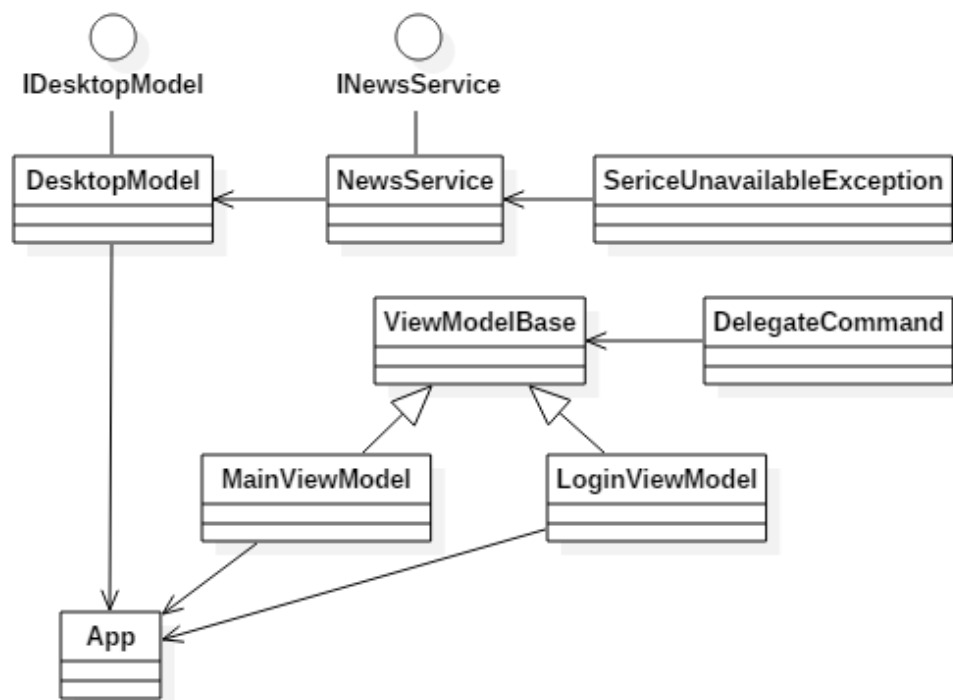 IDesktopModel
INewsService
DesktopModel
NewsService
SericeUnavailableException
ViewModelBase
DelegateCommand
MainViewModel
LoginViewModel
App